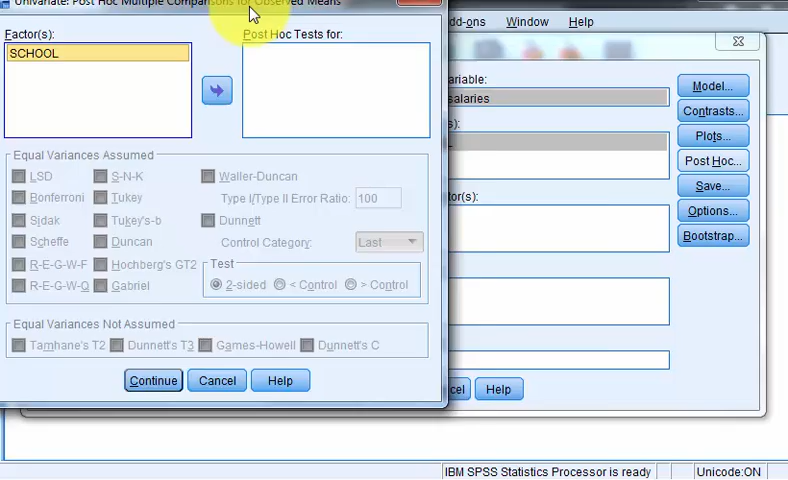 Univariate: Post Hoc Multiple Comparisons for Observed Means
Factor(s):
SCHOOL
Post Hoc Tests for:
Equal Variances Assumed
LSD
S-N-K
Waller-Duncan
Bonferroni
Tukey
Type I/Type II Error Ratio:
100
Sidak
Tukey's-b
Dunnett
Scheffe
Duncan
Control Category:
Last
R-E-G-W-F
Hochberg's GT2
Test
R-E-G-W-Q
Gabriel
2-sided
< Control
> Control
Equal Variances Not Assumed
Tamhane's T2
Dunnett's T3
Games-Howell
Dunnett's C
Continue
Cancel
Help
dd-ons
Window
Help
ariable:
salaries
s):
tor(s):
Model...
Contrasts...
Plots...
Post Hoc...
Save...
Options...
Bootstrap...
cel
Help
IBM SPSS Statistics Processor is ready
Unicode:ON